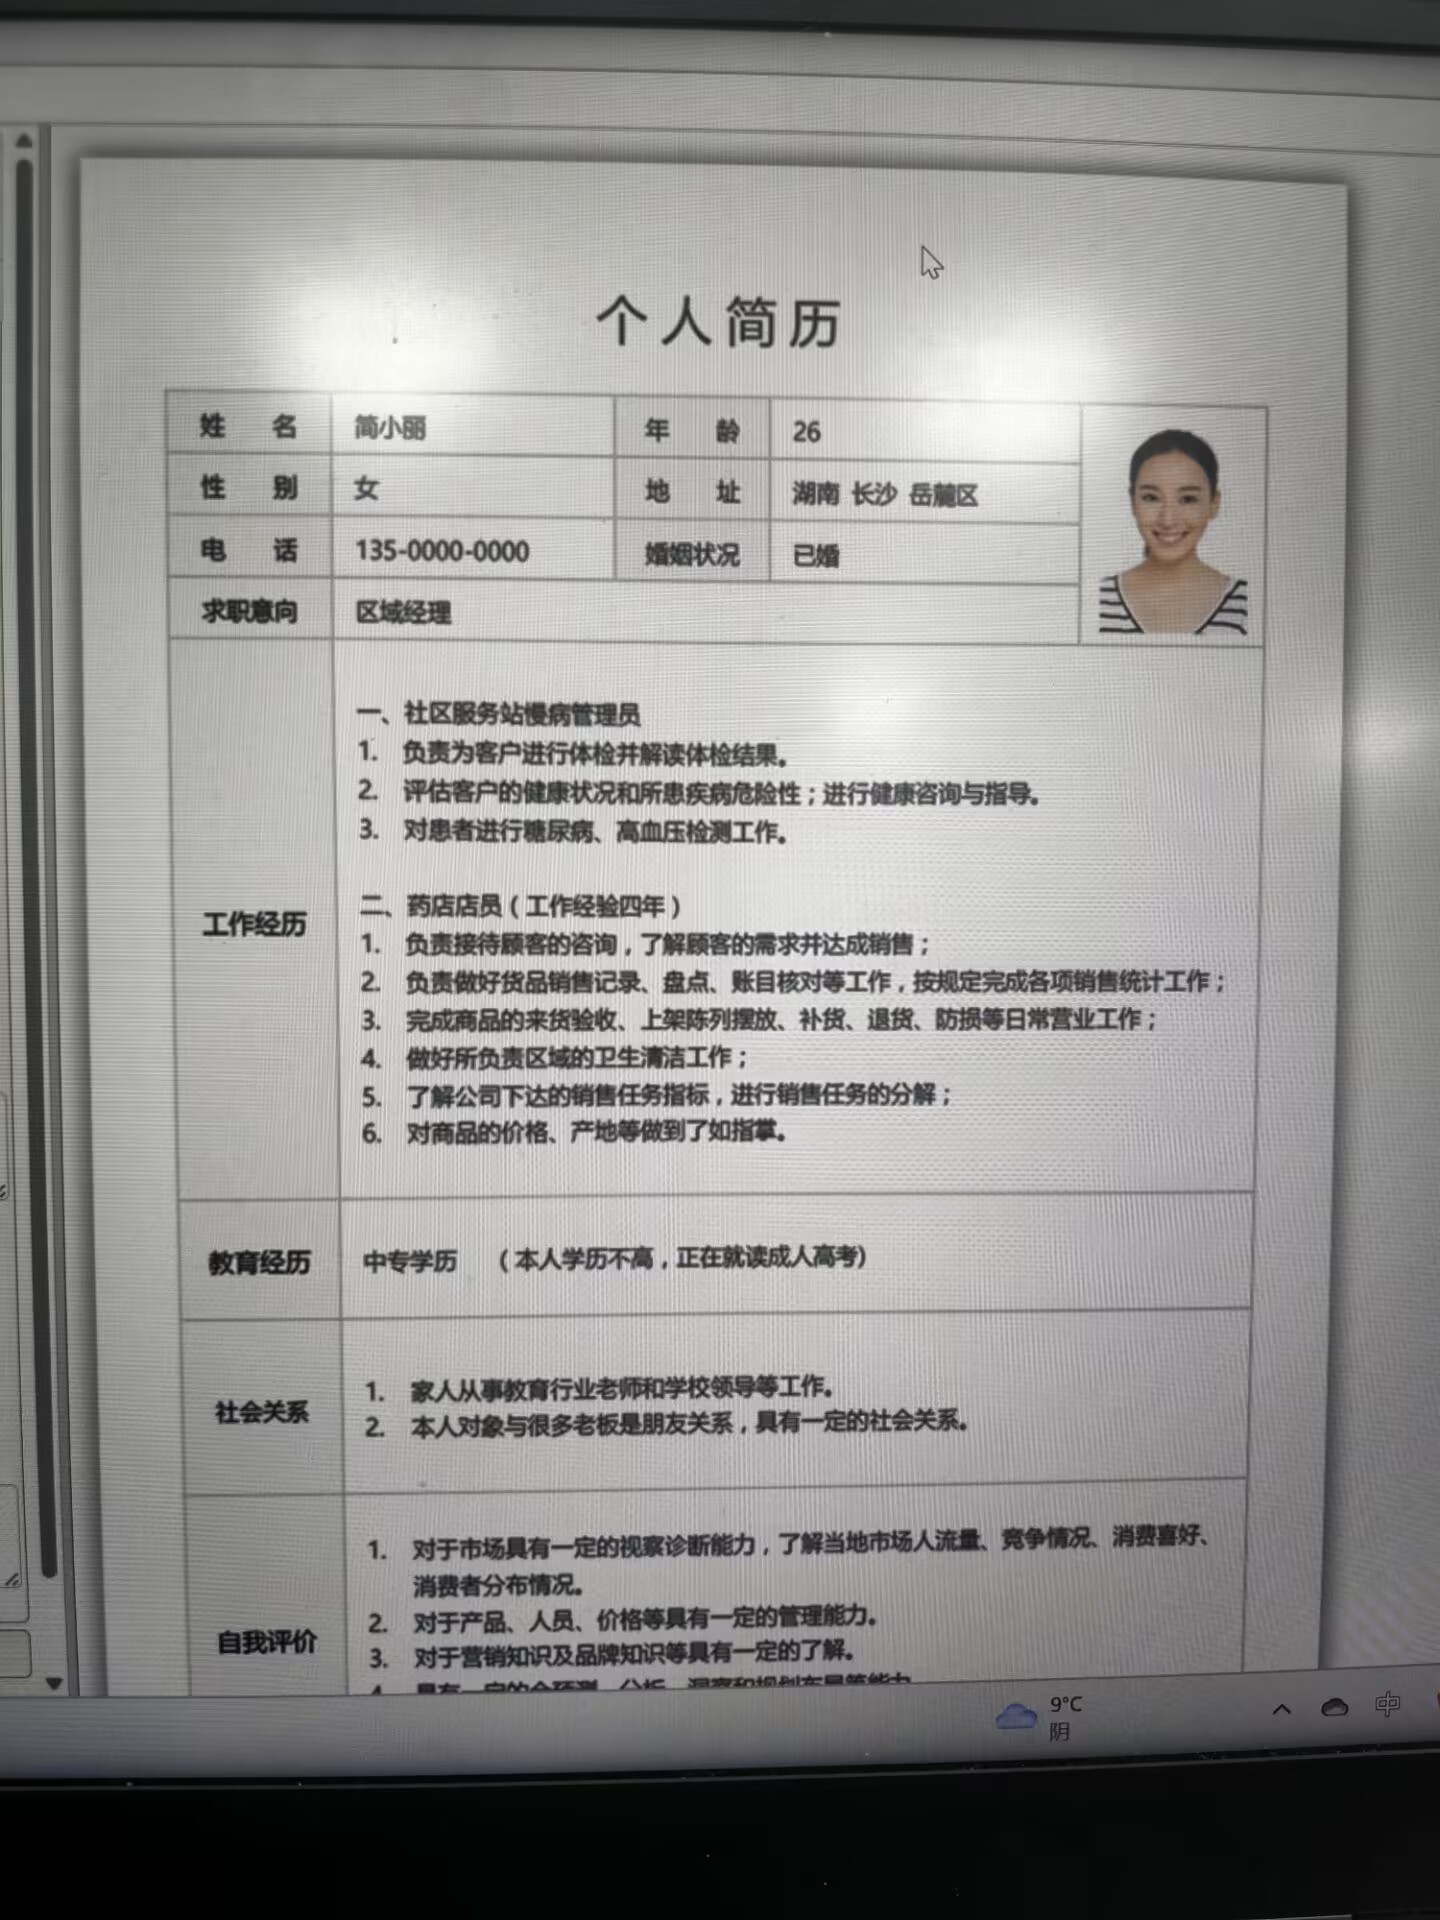 个人简历
姓 名 简小丽 年 龄 26
性 别 女 地 址 湖南 长沙 岳麓区
电 话 135-0000-0000 婚姻状况 已婚
求职意向 区域经理
工作经历
一、社区服务站慢病管理员
1. 负责为客户进行体检并解读体检结果。
2. 评估客户的健康状况和所患疾病危险性；进行健康咨询与指导。
3. 对患者进行糖尿病、高血压检测工作。
二、药店店员（工作经验四年）
1. 负责接待顾客的咨询，了解顾客的需求并达成销售；
2. 负责做好货品销售记录、盘点、账目核对等工作，按规定完成各项销售统计工作；
3. 完成商品的来货验收、上架陈列摆放、补货、退货、防损等日常营业工作；
4. 做好所负责区域的卫生清洁工作；
5. 了解公司下达的销售任务指标，进行销售任务的分解；
6. 对商品的价格、产地等做到了如指掌。
教育经历 中专学历 （本人学历不高，正在就读成人高考)
社会关系
1. 家人从事教育行业老师和学校领导等工作。
2. 本人对象与很多老板是朋友关系，具有一定的社会关系。
自我评价
1. 对于市场具有一定的视察诊断能力，了解当地市场人流量、竞争情况、消费喜好、
消费者分布情况。
2. 对于产品、人员、价格等具有一定的管理能力。
3. 对于营销知识及品牌知识等具有一定的了解。
9°C
阴
中